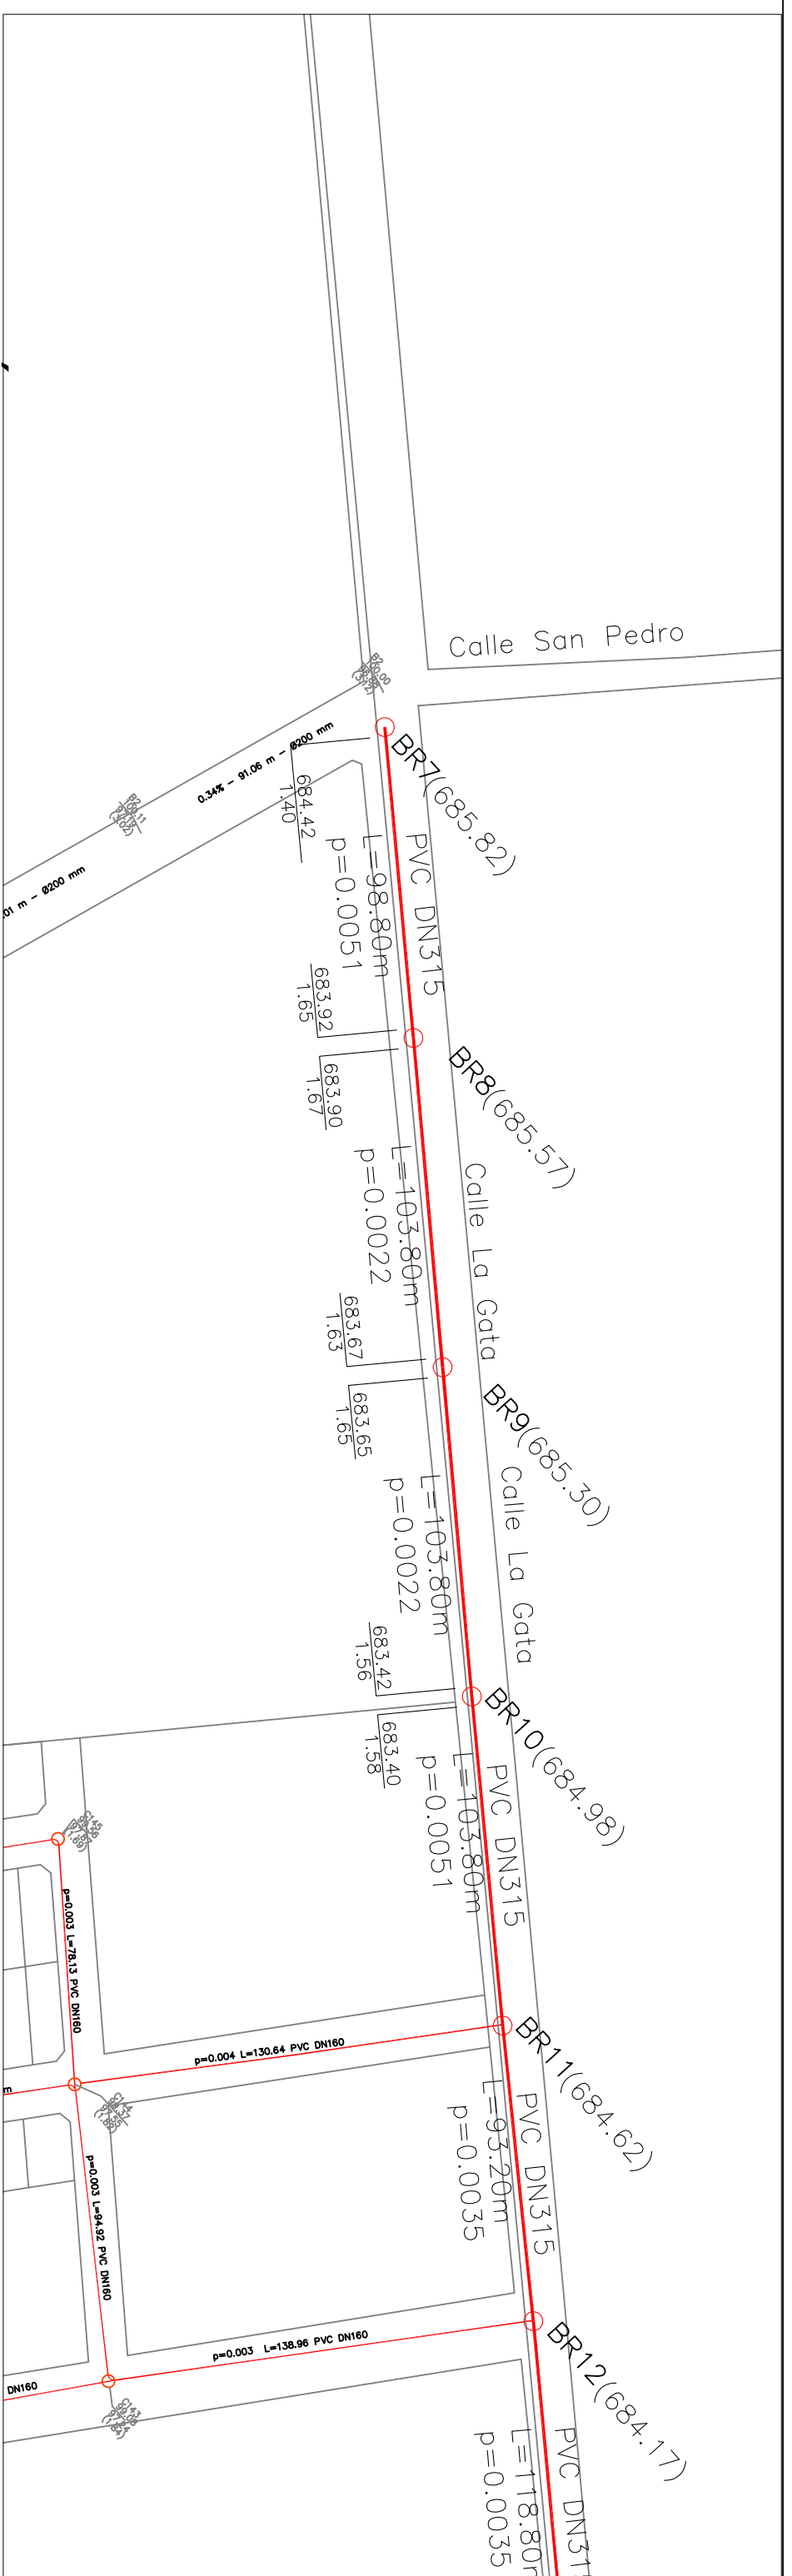 Calle San Pedro
0.34% - 91.06 m - Ø200 mm
.01 m - Ø200 mm
BR7(685.82)
684.42
1.40
PVC DN315
L=98.80m
p=0.0051
683.92
1.65
BR8(685.57)
683.90
1.67
Calle La Gata
L=103.80m
p=0.0022
683.67
1.63
BR9(685.30)
683.65
1.65
Calle La Gata
L=103.80m
p=0.0022
683.42
1.56
BR10(684.98)
683.40
1.58
PVC DN315
L=103.80m
p=0.0051
p=0.003 L=78.13 PVC DN160
BR11(684.62)
p=0.004 L=130.64 PVC DN160
m
PVC DN315
L=93.20m
p=0.0035
p=0.003 L=94.92 PVC DN160
BR12(684.17)
p=0.003 L=138.96 PVC DN160
DN160
PVC DN31
L=118.80
p=0.0035